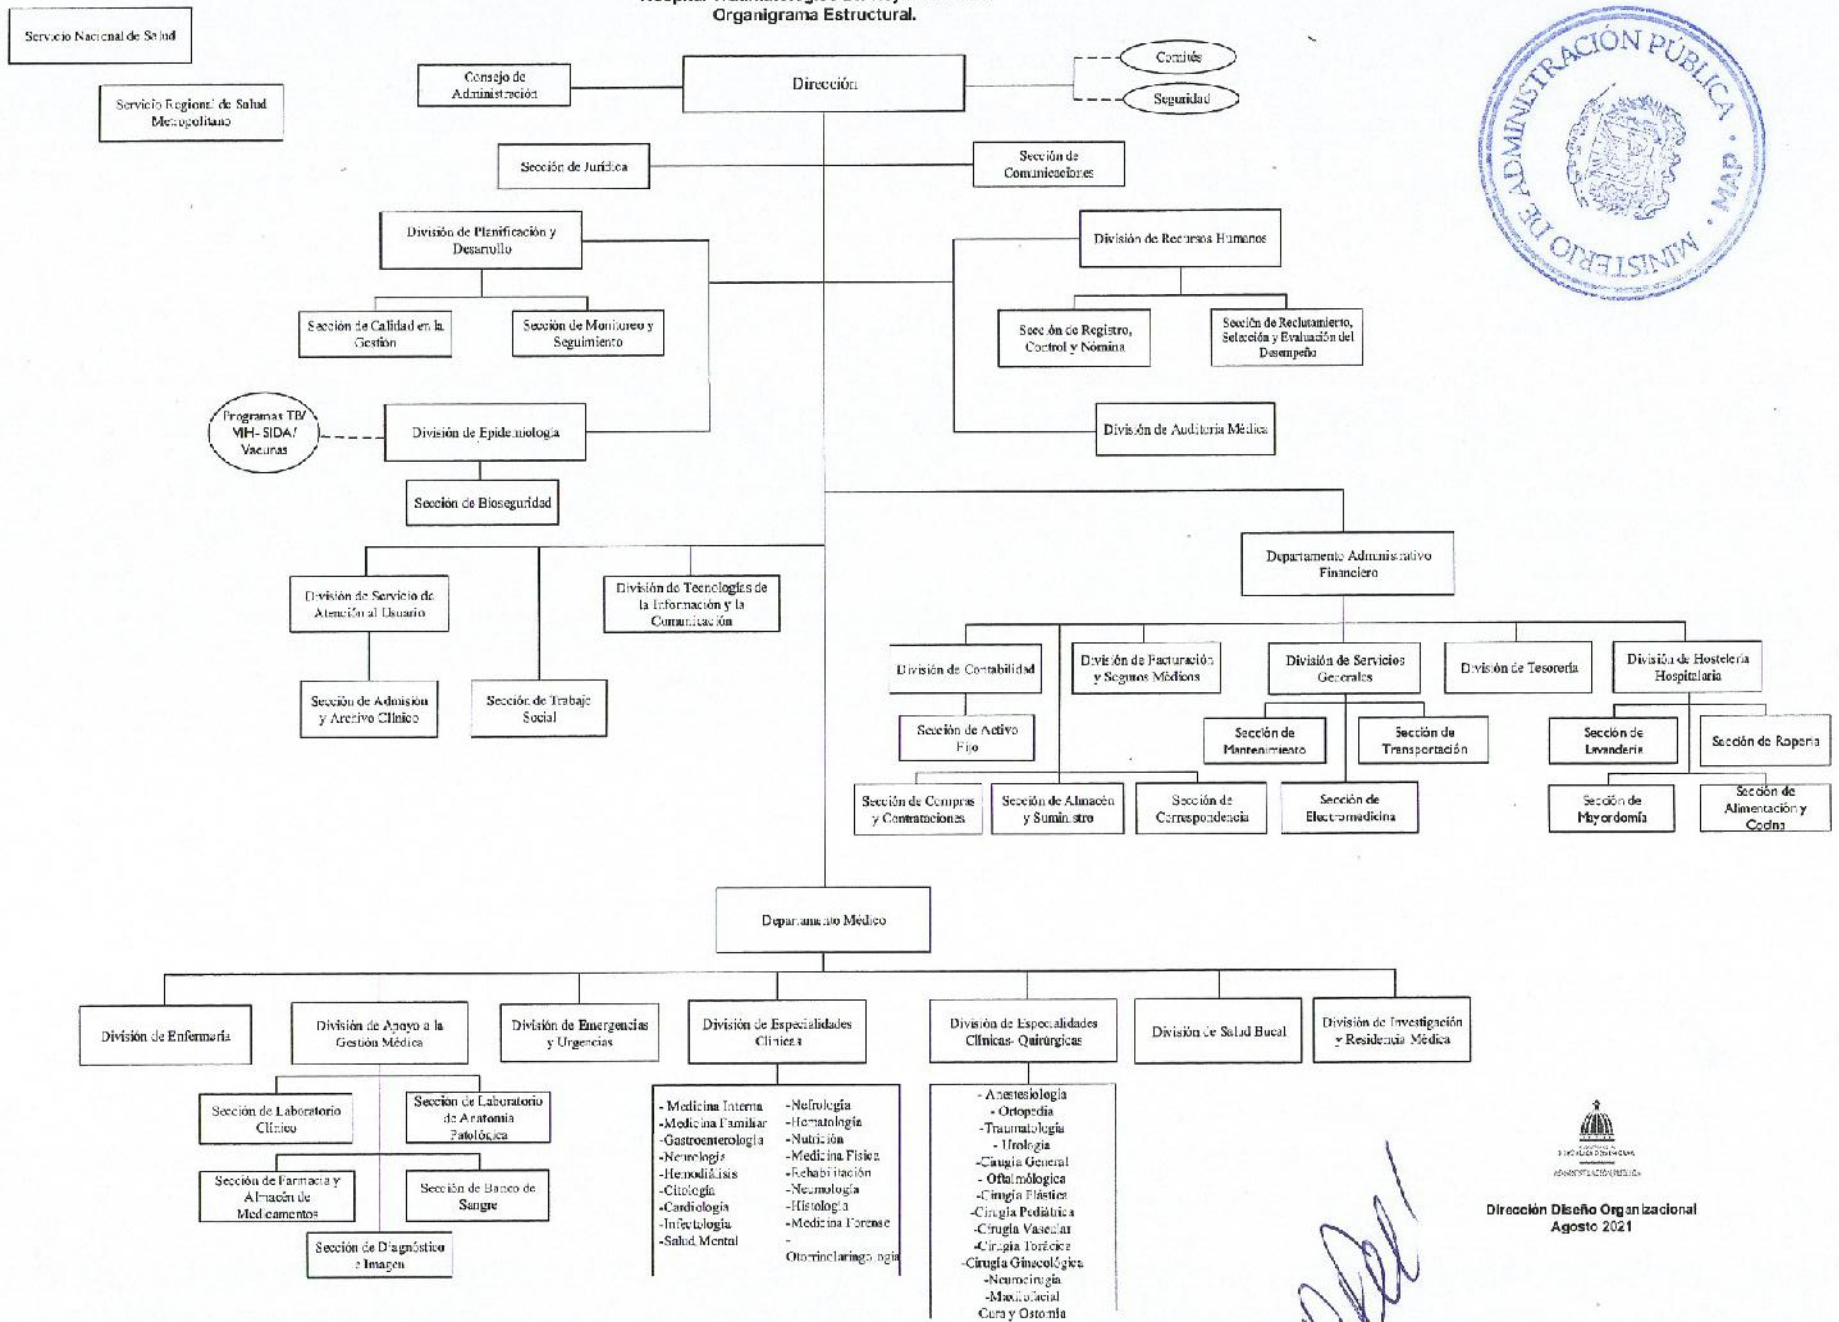 Organigrama Estructural.
Servicio Nacional de Salud
Servicio Regional de Salud
Metropolitano
Consejo de
Administración
Dirección
Comités
Seguridad
Sección de Jurídica
Sección de
Comunicaciones
División de Planificación y
Desarrollo
División de Recursos Humanos
Sección de Calidad en la
Gestión
Sección de Monitoreo y
Seguimiento
Sección de Registro,
Control y Nómina
Sección de Reclutamiento,
Selección y Evaluación del
Desempeño
Programas TB/
VIH- SIDA/
Vacunas
División de Epidemiología
División de Auditoría Médica
Sección de Bioseguridad
Departamento Administrativo
Financiero
División de Servicio de
Atención al Usuario
División de Tecnologías de
la Información y la
Comunicación
Sección de Admisión
y Archivo Clínico
Sección de Trabajo
Social
División de Contabilidad
División de Facturación
y Seguros Médicos
División de Servicios
Generales
División de Tesorería
División de Hostelería
Hospitalaria
Sección de Activo
Fijo
Sección de
Mantenimiento
Sección de
Transportación
Sección de
Lavandería
Sección de Ropería
Sección de Compras
y Contrataciones
Sección de Almacén
y Suministro
Sección de
Correspondencia
Sección de
Electromedicina
Sección de
Mayordomía
Sección de
Alimentación y
Cocina
Departamento Médico
División de Enfermería
División de Apoyo a la
Gestión Médica
División de Emergencias
y Urgencias
División de Especialidades
Clínicas
División de Especialidades
Clínicas- Quirúrgicas
División de Salud Bucal
División de Investigación
y Residencia Médica
Sección de Laboratorio
Clínico
Sección de Laboratorio
de Anatomía
Patológica
Sección de Farmacia y
Almacén de
Medicamentos
Sección de Banco de
Sangre
Sección de Diagnóstico
e Imagen
- Medicina Interna
-Medicina Familiar
-Gastroenterología
-Neurología
-Hemodiálisis
-Citología
-Cardiología
-Infectología
-Salud Mental
-Nefrología
-Hematología
-Nutrición
-Medicina Física
-Rehabilitación
-Neumología
-Histología
-Medicina Forense
-
Otorrinolaringología
- Anestesiología
- Ortopedia
-Traumatología
- Urología
-Cirugía General
- Oftalmológica
-Cirugía Plástica
-Cirugía Pediátrica
-Cirugía Vascular
-Cirugía Torácica
-Cirugía Ginecológica
-Neurocirugía
-Maxilofacial
Cura y Ostomía
MINISTERIO DE ADMINISTRACIÓN PÚBLICA · MAP ·
Dirección Diseño Organizacional
Agosto 2021